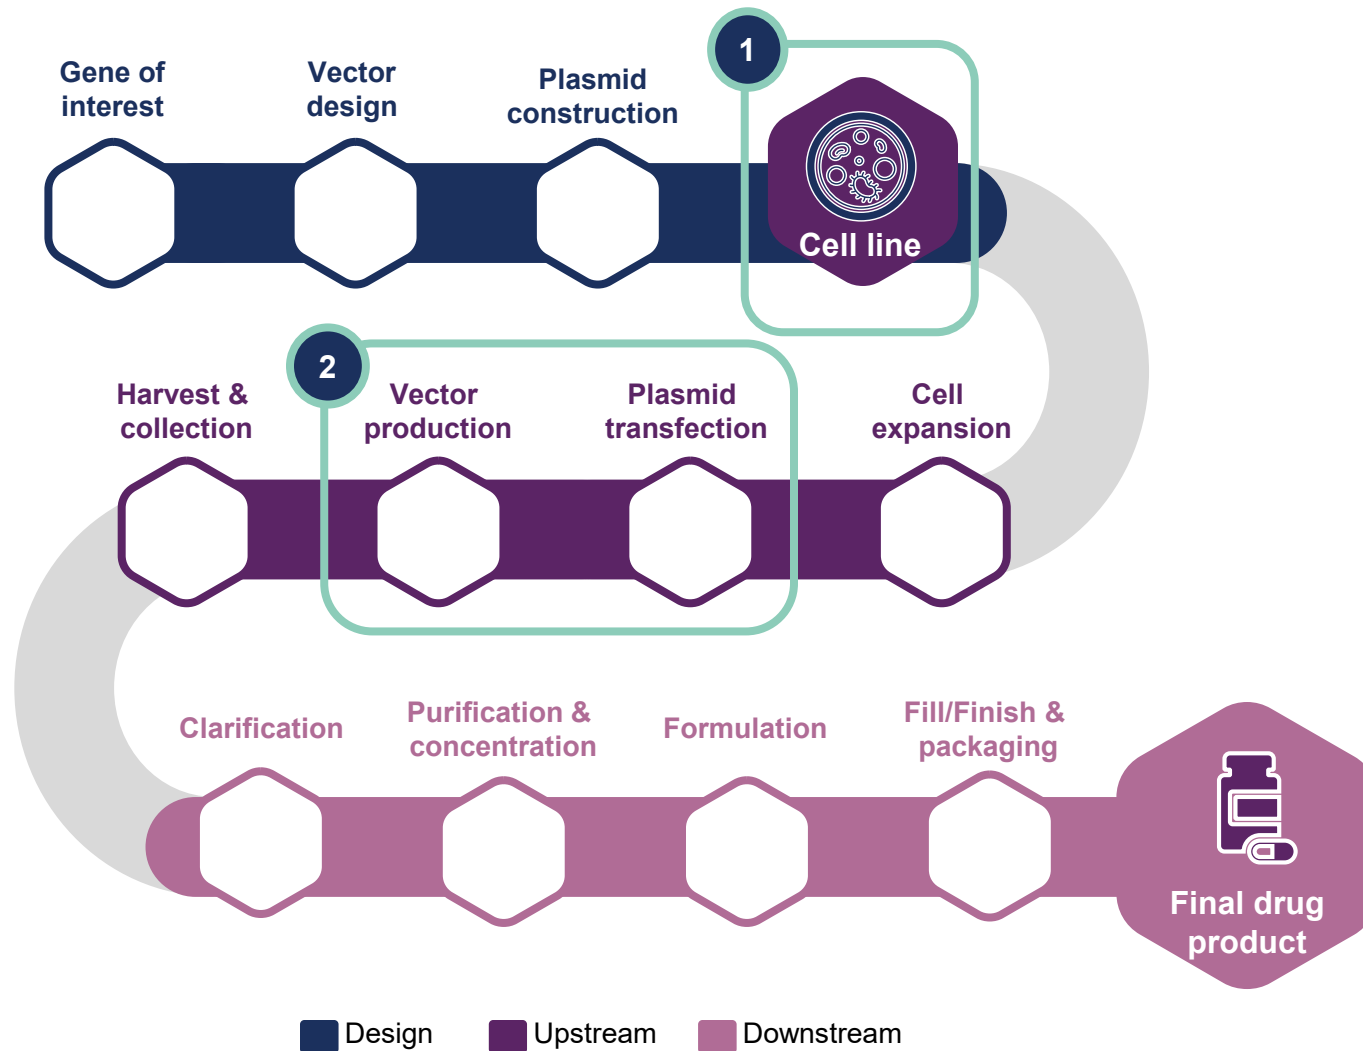 1
Gene of
interest
Vector
design
Plasmid
construction
Cell line
2
Harvest &
collection
Vector
production
Plasmid
transfection
Cell
expansion
Clarification
Purification &
concentration
Formulation
Fill/Finish &
packaging
Final drug
product
Design
Upstream
Downstream